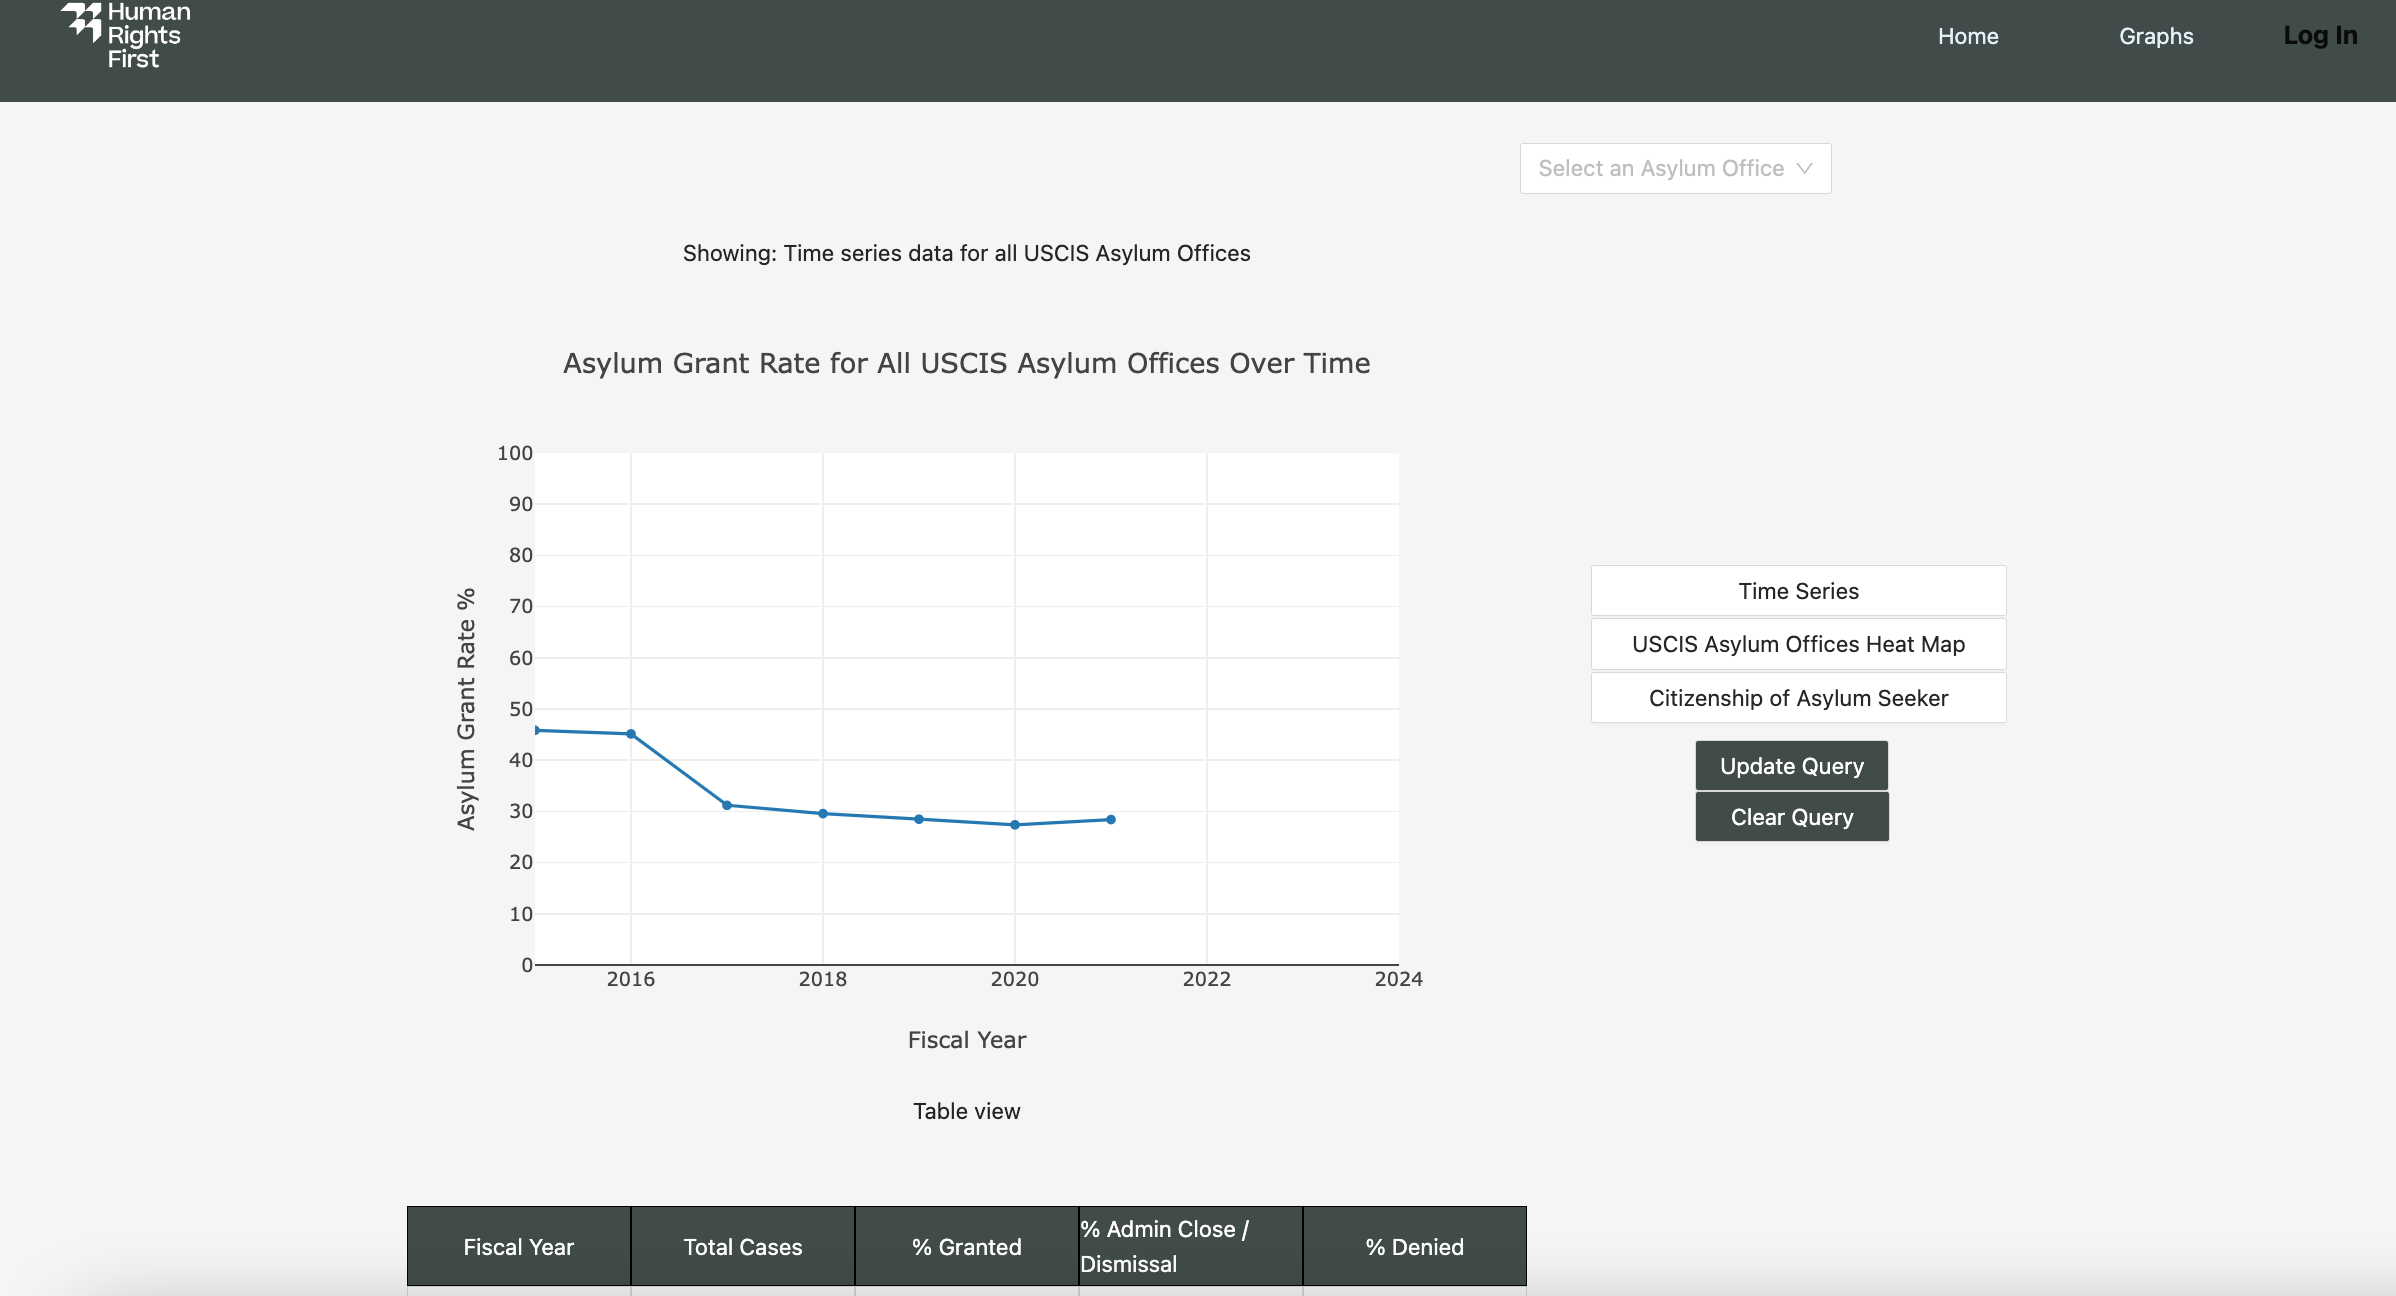 Human
Rights
First
Home
Graphs
Log In
Select an Asylum Office
Showing: Time series data for all USCIS Asylum Offices
Asylum Grant Rate for All USCIS Asylum Offices Over Time
100
90
80
70
60
50
40
30
20
10
0
Asylum Grant Rate %
2016
2018
2020
2022
2024
Fiscal Year
Time Series
USCIS Asylum Offices Heat Map
Citizenship of Asylum Seeker
Update Query
Clear Query
Table view
Fiscal Year
Total Cases
% Granted
% Admin Close /
Dismissal
% Denied